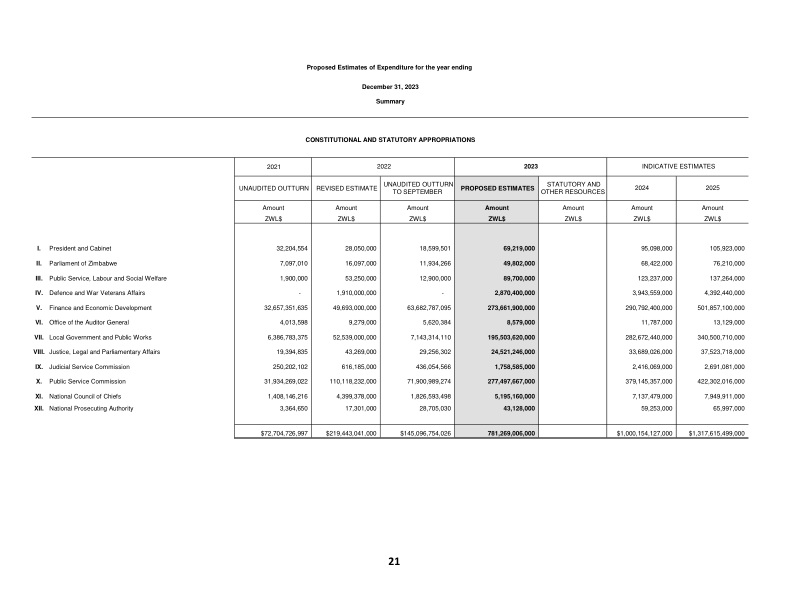 Proposed Estimates of Expenditure for the year ending
December 31, 2023
Summary
CONSTITUTIONAL AND STATUTORY APPROPRIATIONS
2021 2022 2023 INDICATIVE ESTIMATES
UNAUDITED OUTTURN REVISED ESTIMATE UNAUDITED OUTTURN TO SEPTEMBER PROPOSED ESTIMATES STATUTORY AND OTHER RESOURCES 2024 2025
Amount Amount Amount Amount Amount Amount Amount
ZWL$ ZWL$ ZWL$ ZWL$ ZWL$ ZWL$ ZWL$
I. President and Cabinet 32,204,554 28,050,000 18,599,501 69,219,000 95,098,000 105,923,000
II. Parliament of Zimbabwe 7,097,010 16,097,000 11,934,266 49,802,000 68,422,000 76,210,000
III. Public Service, Labour and Social Welfare 1,900,000 53,250,000 12,900,000 89,700,000 123,237,000 137,264,000
IV. Defence and War Veterans Affairs - 1,910,000,000 - 2,870,400,000 3,943,559,000 4,392,440,000
V. Finance and Economic Development 32,657,351,635 49,693,000,000 63,682,787,095 273,661,900,000 290,792,400,000 501,857,100,000
VI. Office of the Auditor General 4,013,598 9,279,000 5,620,384 8,579,000 11,787,000 13,129,000
VII. Local Government and Public Works 6,386,783,375 52,539,000,000 7,143,314,110 195,503,620,000 282,672,440,000 340,500,710,000
VIII. Justice, Legal and Parliamentary Affairs 19,394,835 43,269,000 29,256,302 24,521,246,000 33,689,026,000 37,523,718,000
IX. Judicial Service Commission 250,202,102 616,185,000 436,054,566 1,758,585,000 2,416,069,000 2,691,081,000
X. Public Service Commission 31,934,269,022 110,118,232,000 71,900,989,274 277,497,667,000 379,145,357,000 422,302,016,000
XI. National Council of Chiefs 1,408,146,216 4,399,378,000 1,826,593,498 5,195,160,000 7,137,479,000 7,949,911,000
XII. National Prosecuting Authority 3,364,650 17,301,000 28,705,030 43,128,000 59,253,000 65,997,000
$72,704,726,997 $219,443,041,000 $145,096,754,026 781,269,006,000 $1,000,154,127,000 $1,317,615,499,000
21